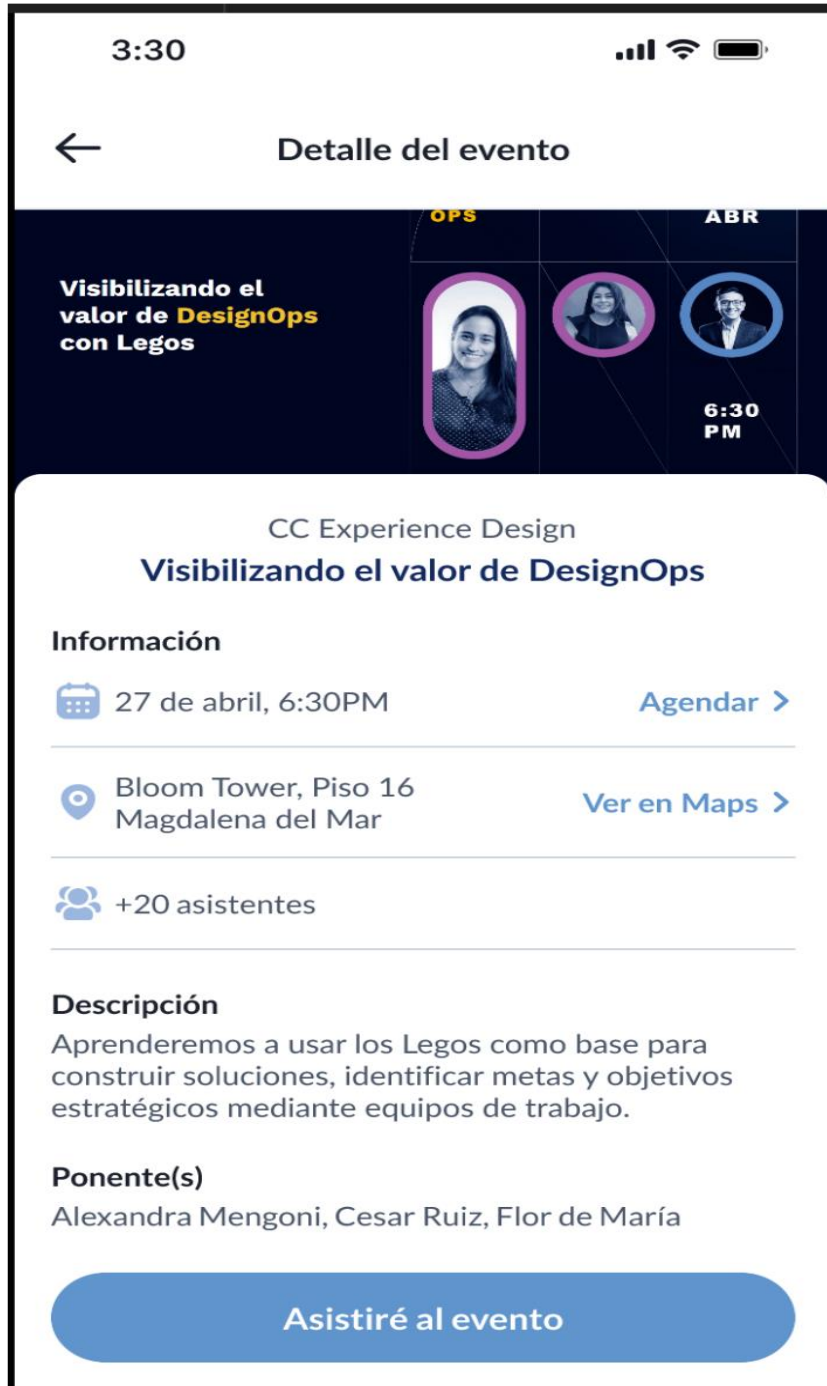 3:30
Detalle del evento
OPS
ABR
Visibilizando el
valor de DesignOps
con Legos
6:30
PM
CC Experience Design
Visibilizando el valor de DesignOps
Información
27 de abril, 6:30PM
Agendar >
Bloom Tower, Piso 16
Magdalena del Mar
Ver en Maps >
+20 asistentes
Descripción
Aprenderemos a usar los Legos como base para
construir soluciones, identificar metas y objetivos
estratégicos mediante equipos de trabajo.
Ponente(s)
Alexandra Mengoni, Cesar Ruiz, Flor de María
Asistiré al evento